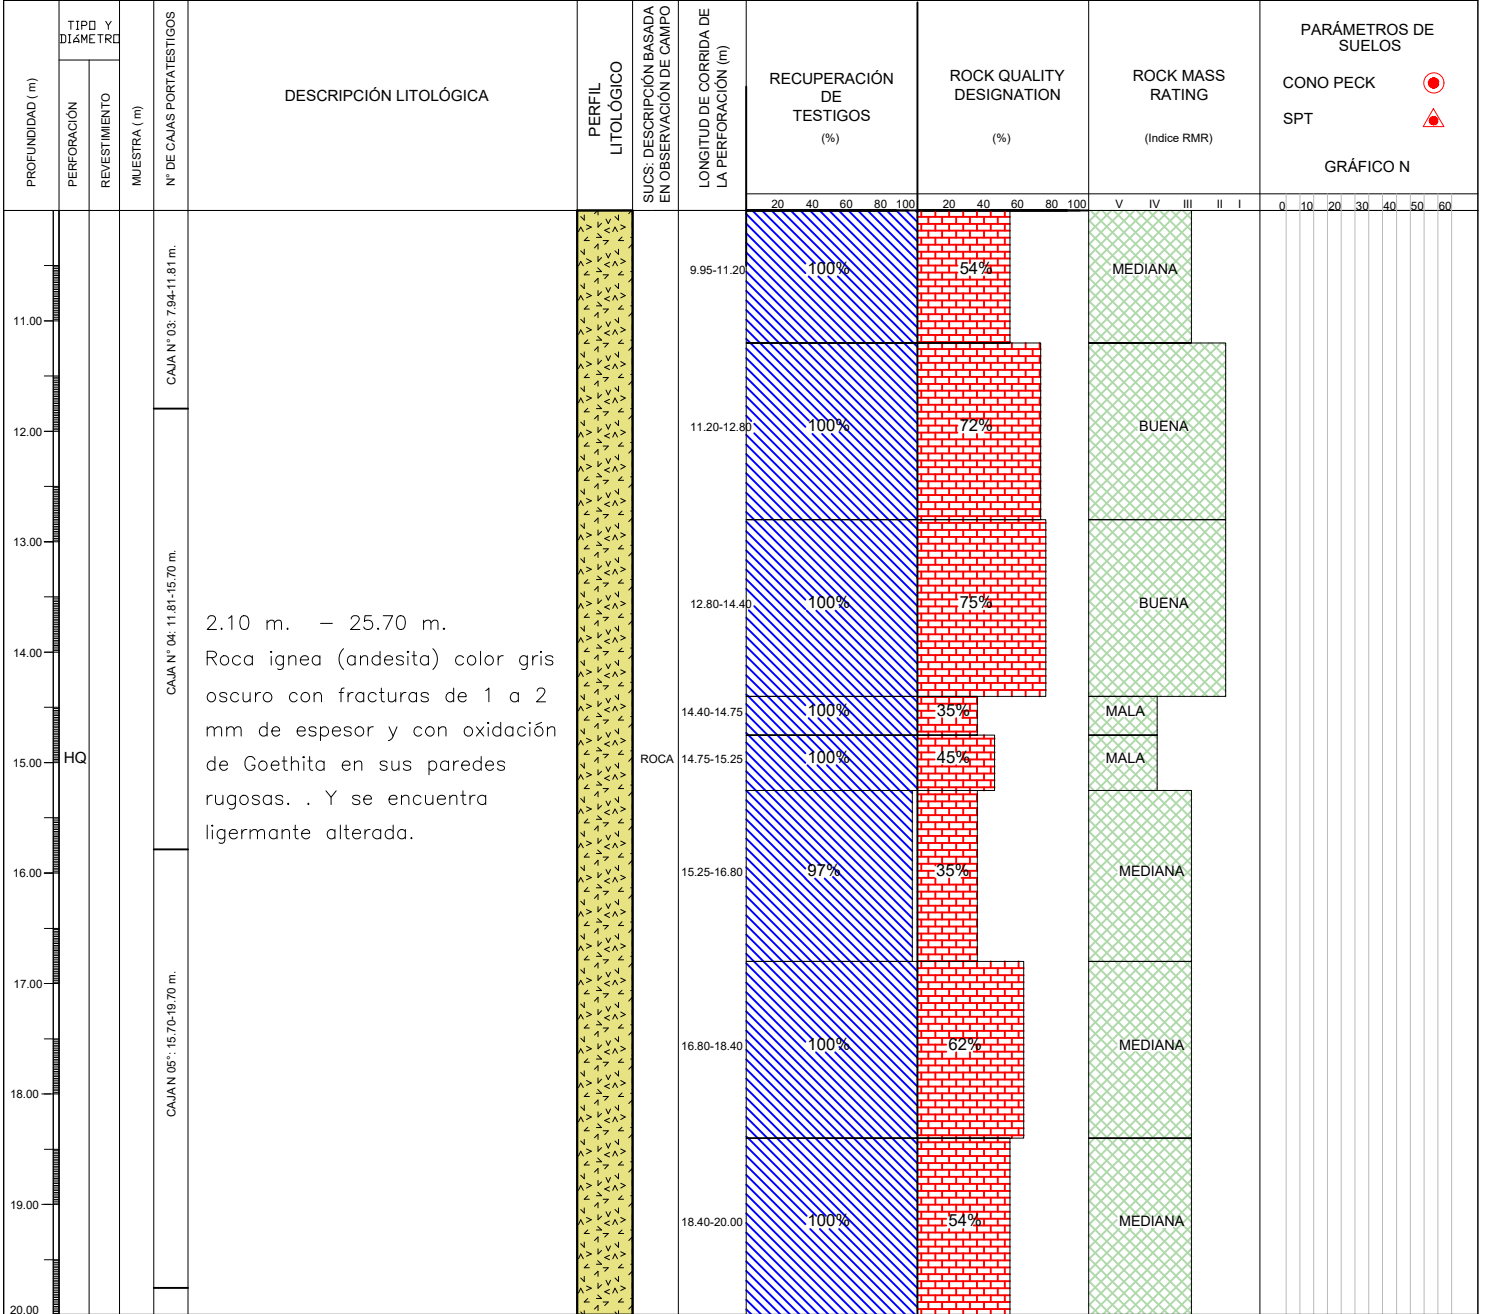 PROFUNDIDAD ( m)
TIPO Y
DIÁMETRO
PERFORACIÓN
REVESTIMIENTO
MUESTRA ( m)
N° DE CAJAS PORTATESTIGOS
DESCRIPCIÓN LITOLÓGICA
PERFIL
LITOLÓGICO
SUCS: DESCRIPCIÓN BASADA
EN OBSERVACIÓN DE CAMPO
LONGITUD DE CORRIDA DE
LA PERFORACIÓN (m)
RECUPERACIÓN
DE
TESTIGOS
(%)
20 40 60 80 100
ROCK QUALITY
DESIGNATION
(%)
20 40 60 80 100
ROCK MASS
RATING
(Indice RMR)
V IV III II I
PARÁMETROS DE
SUELOS
CONO PECK
SPT
GRÁFICO N
0 10 20 30 40 50 60
11.00
12.00
13.00
14.00
15.00
16.00
17.00
18.00
19.00
20.00
HQ
CAJA N° 03: 7.94-11.81 m.
CAJA N° 04: 11.81-15.70 m.
CAJA N 05°: 15.70-19.70 m.
2.10 m. – 25.70 m.
Roca ignea (andesita) color gris
oscuro con fracturas de 1 a 2
mm de espesor y con oxidación
de Goethita en sus paredes
rugosas. . Y se encuentra
ligermante alterada.
ROCA
9.95-11.20 100% 54% MEDIANA
11.20-12.80 100% 72% BUENA
12.80-14.40 100% 75% BUENA
14.40-14.75 100% 35% MALA
14.75-15.25 100% 45% MALA
15.25-16.80 97% 35% MEDIANA
16.80-18.40 100% 62% MEDIANA
18.40-20.00 100% 54% MEDIANA